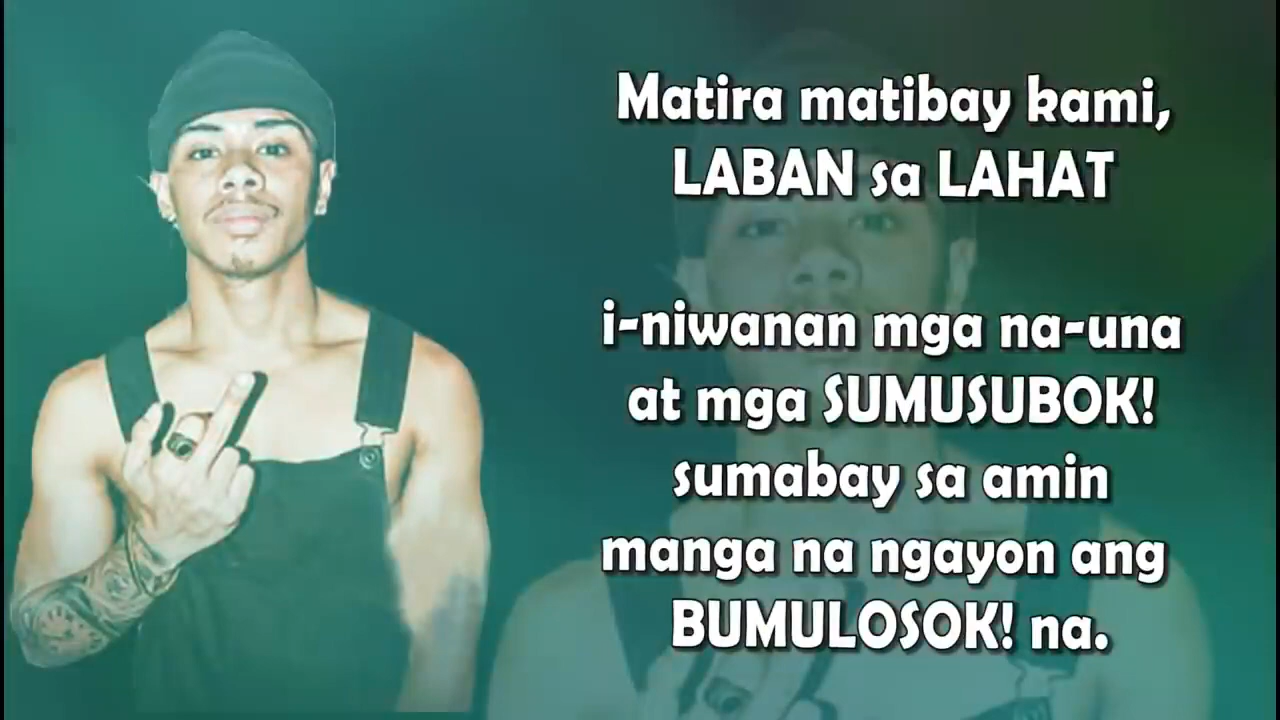 Matira matibay kami,
LABAN sa LAHAT
i-niwanan mga na-una
at mga SUMUSUBOK!
sumabay sa amin
manga na ngayon ang
BUMULOSOK! na.